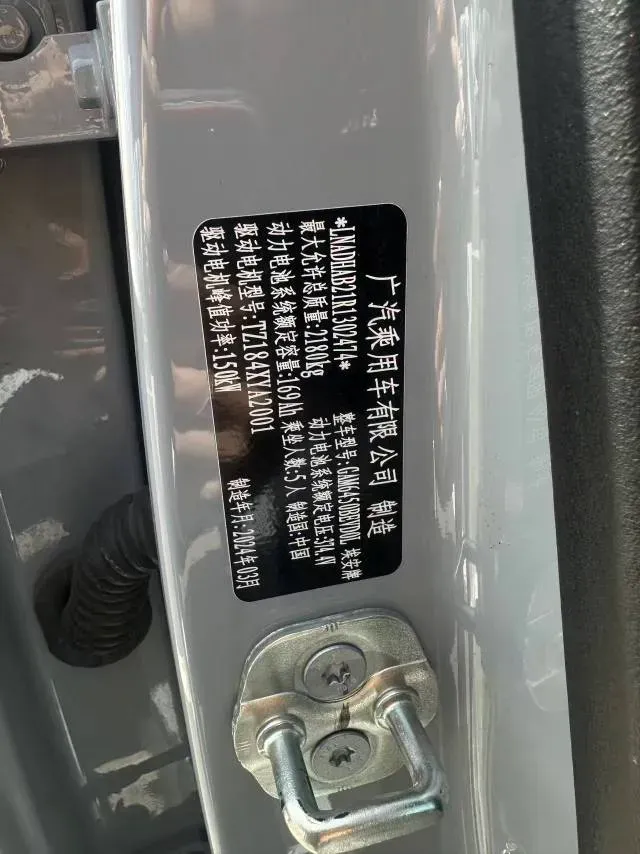 广汽乘用车有限公司 制造
*LNADHAB21R1302474* 整车型号:GAM6450BEVD0U 埃安牌
最大允许总质量:2180kg 动力电池系统额定电压:374.4V
动力电池系统额定容量:169Ah 乘坐人数:5人 制造国:中国
驱动电机型号:TZ184XYA2001
驱动电机峰值功率:150kW 制造年月:2024年03月